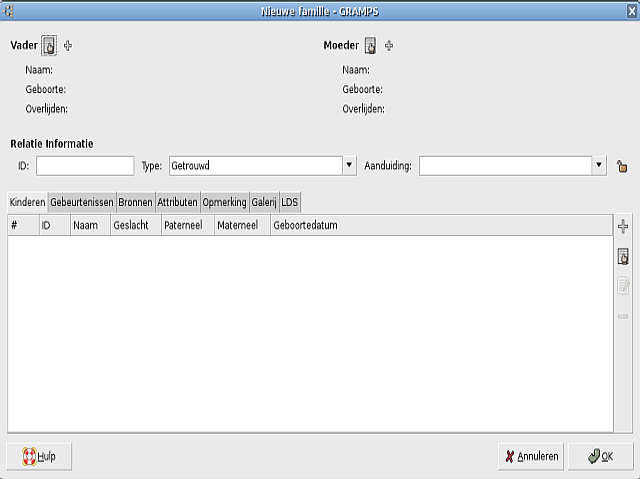 Nieuwe familie - GRAMPS
Vader Moeder
Naam: Naam:
Geboorte: Geboorte:
Overlijden: Overlijden:
Relatie Informatie
ID: Type: Getrouwd Aanduiding:
Kinderen Gebeurtenissen Bronnen Attributen Opmerking Galerij LDS
# ID Naam Geslacht Paterneel Materneel Geboortedatum
Hulp Annuleren OK